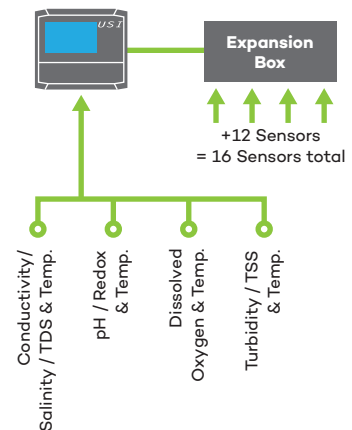 USI
Expansion
Box
+12 Sensors
= 16 Sensors total
Conductivity/
Salinity / TDS & Temp.
pH / Redox
& Temp.
Dissolved
Oxygen & Temp.
Turbidity / TSS
& Temp.